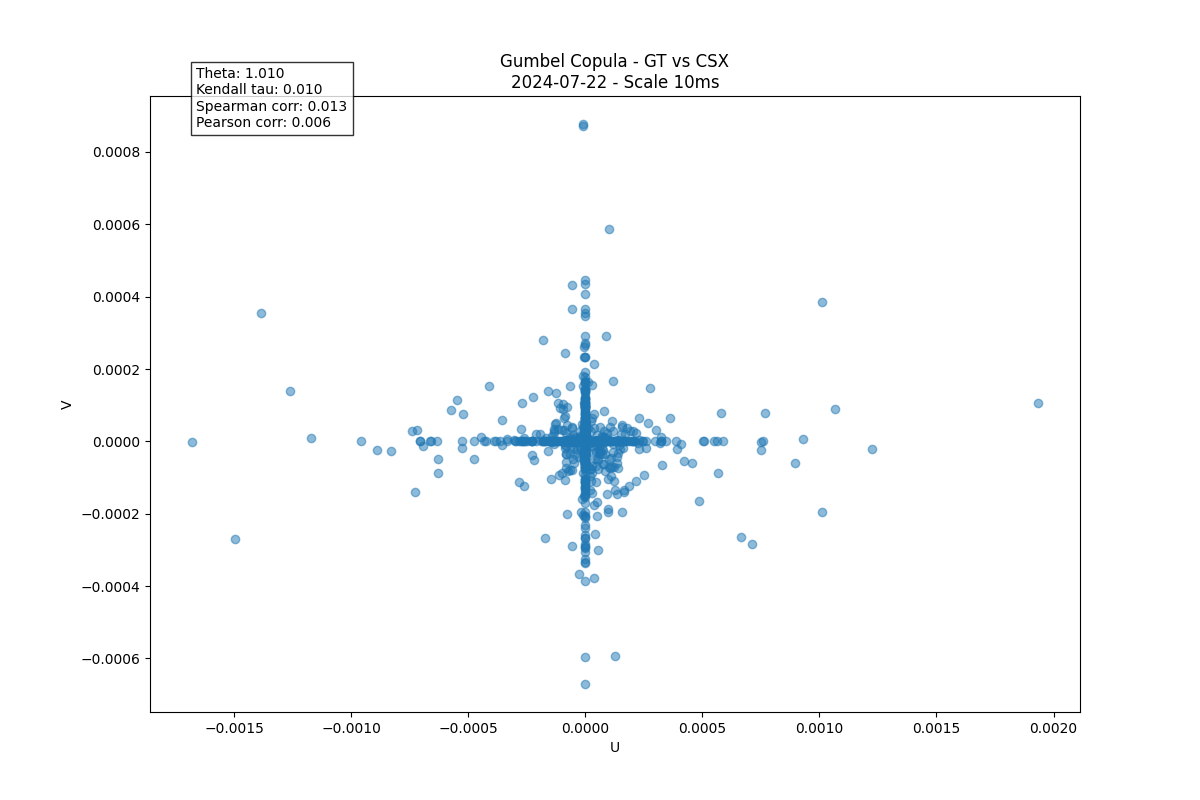 Gumbel Copula - GT vs CSX
2024-07-22 - Scale 10ms
Theta: 1.010
Kendall tau: 0.010
Spearman corr: 0.013
Pearson corr: 0.006
0.0008
0.0006
0.0004
0.0002
0.0000
−0.0002
−0.0004
−0.0006
V
−0.0015
−0.0010
−0.0005
0.0000
0.0005
0.0010
0.0015
0.0020
U